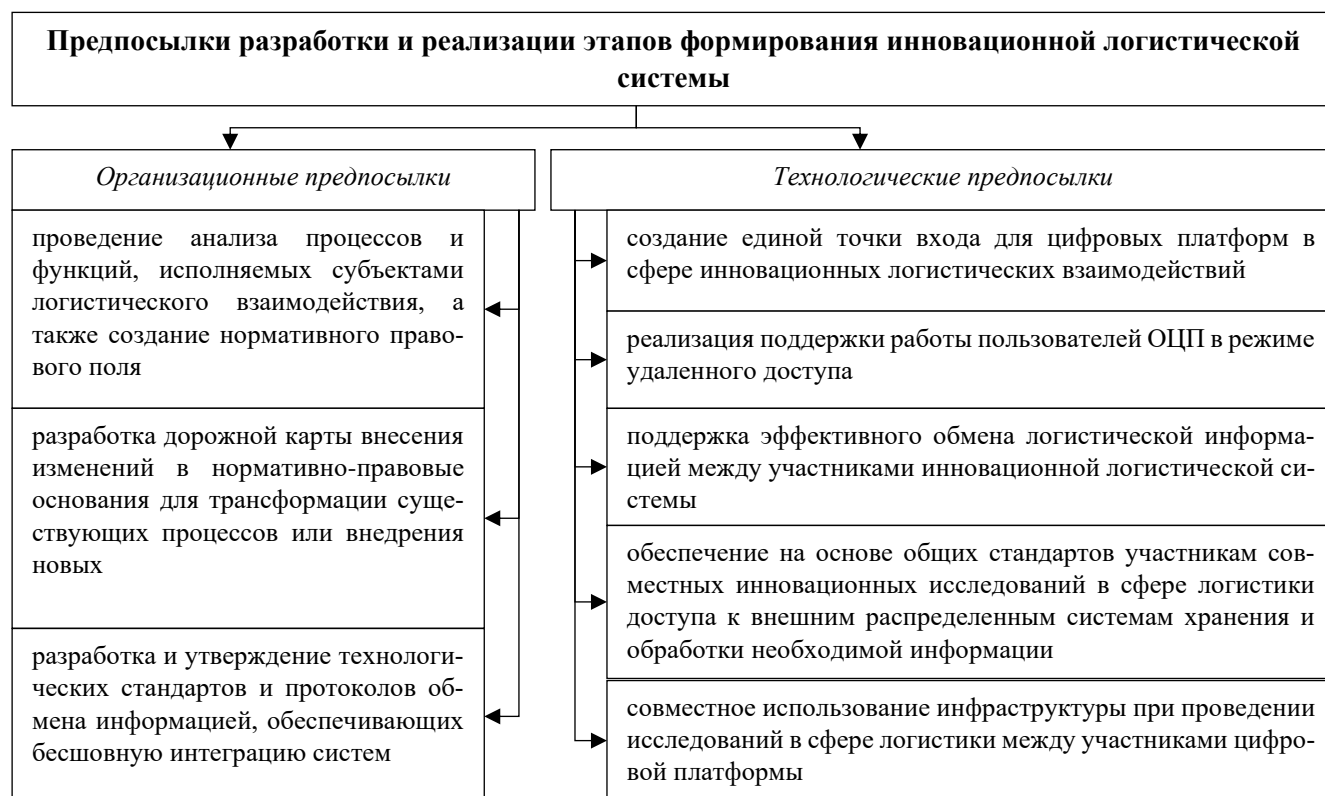 Предпосылки разработки и реализации этапов формирования инновационной логистической
системы
Организационные предпосылки
проведение анализа процессов и
функций, исполняемых субъектами
логистического взаимодействия, а
также создание нормативного право-
вого поля
разработка дорожной карты внесения
изменений в нормативно-правовые
основания для трансформации суще-
ствующих процессов или внедрения
новых
разработка и утверждение технологи-
ческих стандартов и протоколов об-
мена информацией, обеспечивающих
бесшовную интеграцию систем
Технологические предпосылки
создание единой точки входа для цифровых платформ в
сфере инновационных логистических взаимодействий
реализация поддержки работы пользователей ОЦП в режиме
удаленного доступа
поддержка эффективного обмена логистической информа-
цией между участниками инновационной логистической си-
стемы
обеспечение на основе общих стандартов участникам сов-
местных инновационных исследований в сфере логистики
доступа к внешним распределенным системам хранения и
обработки необходимой информации
совместное использование инфраструктуры при проведении
исследований в сфере логистики между участниками цифро-
вой платформы